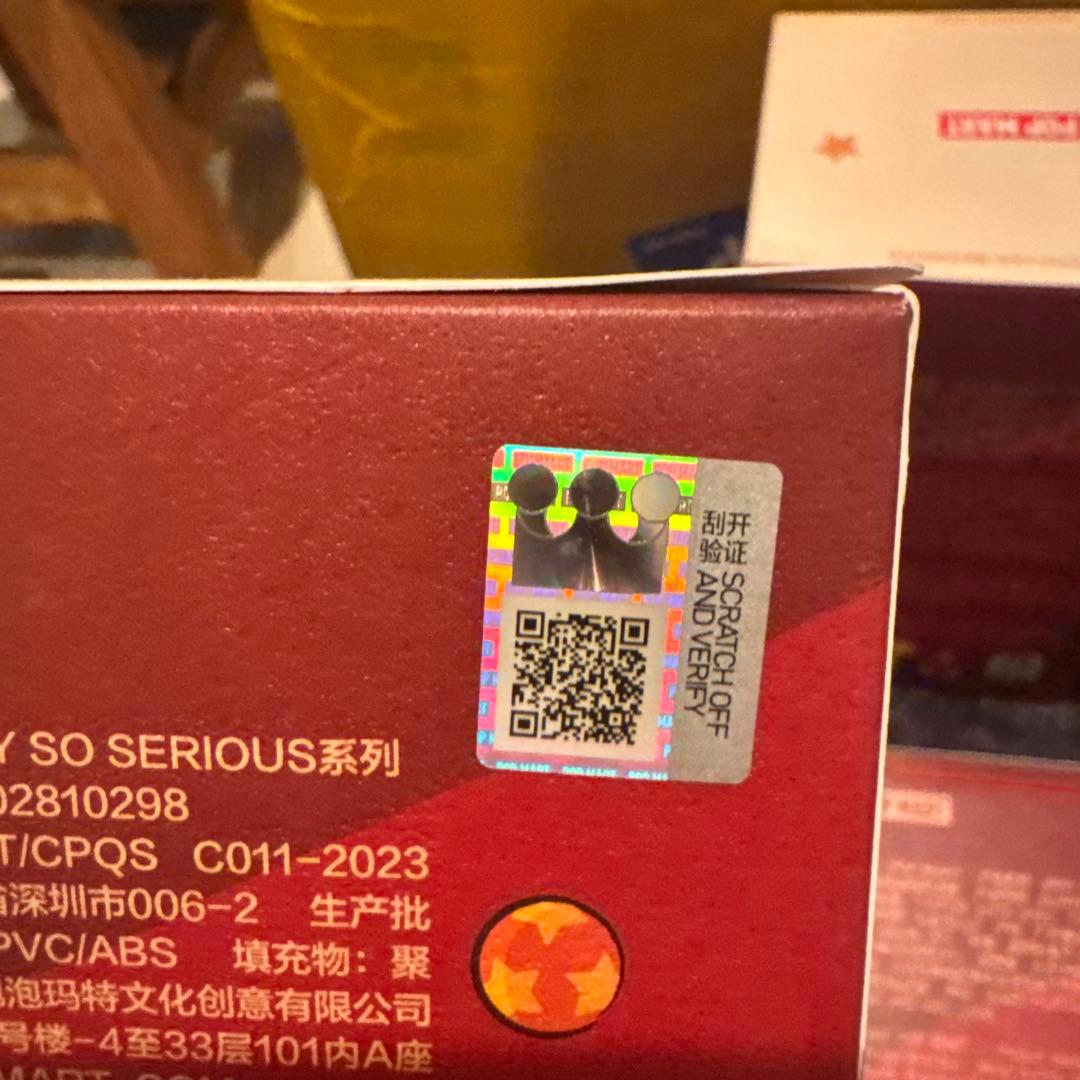 POP MART
刮开
验证
SCRATCH OFF
AND VERIFY
Y SO SERIOUS系列
02810298
T/CPQS C011-2023
深圳市006-2 生产批
PVC/ABS 填充物：聚
泡玛特文化创意有限公司
号楼-4至33层101内A座